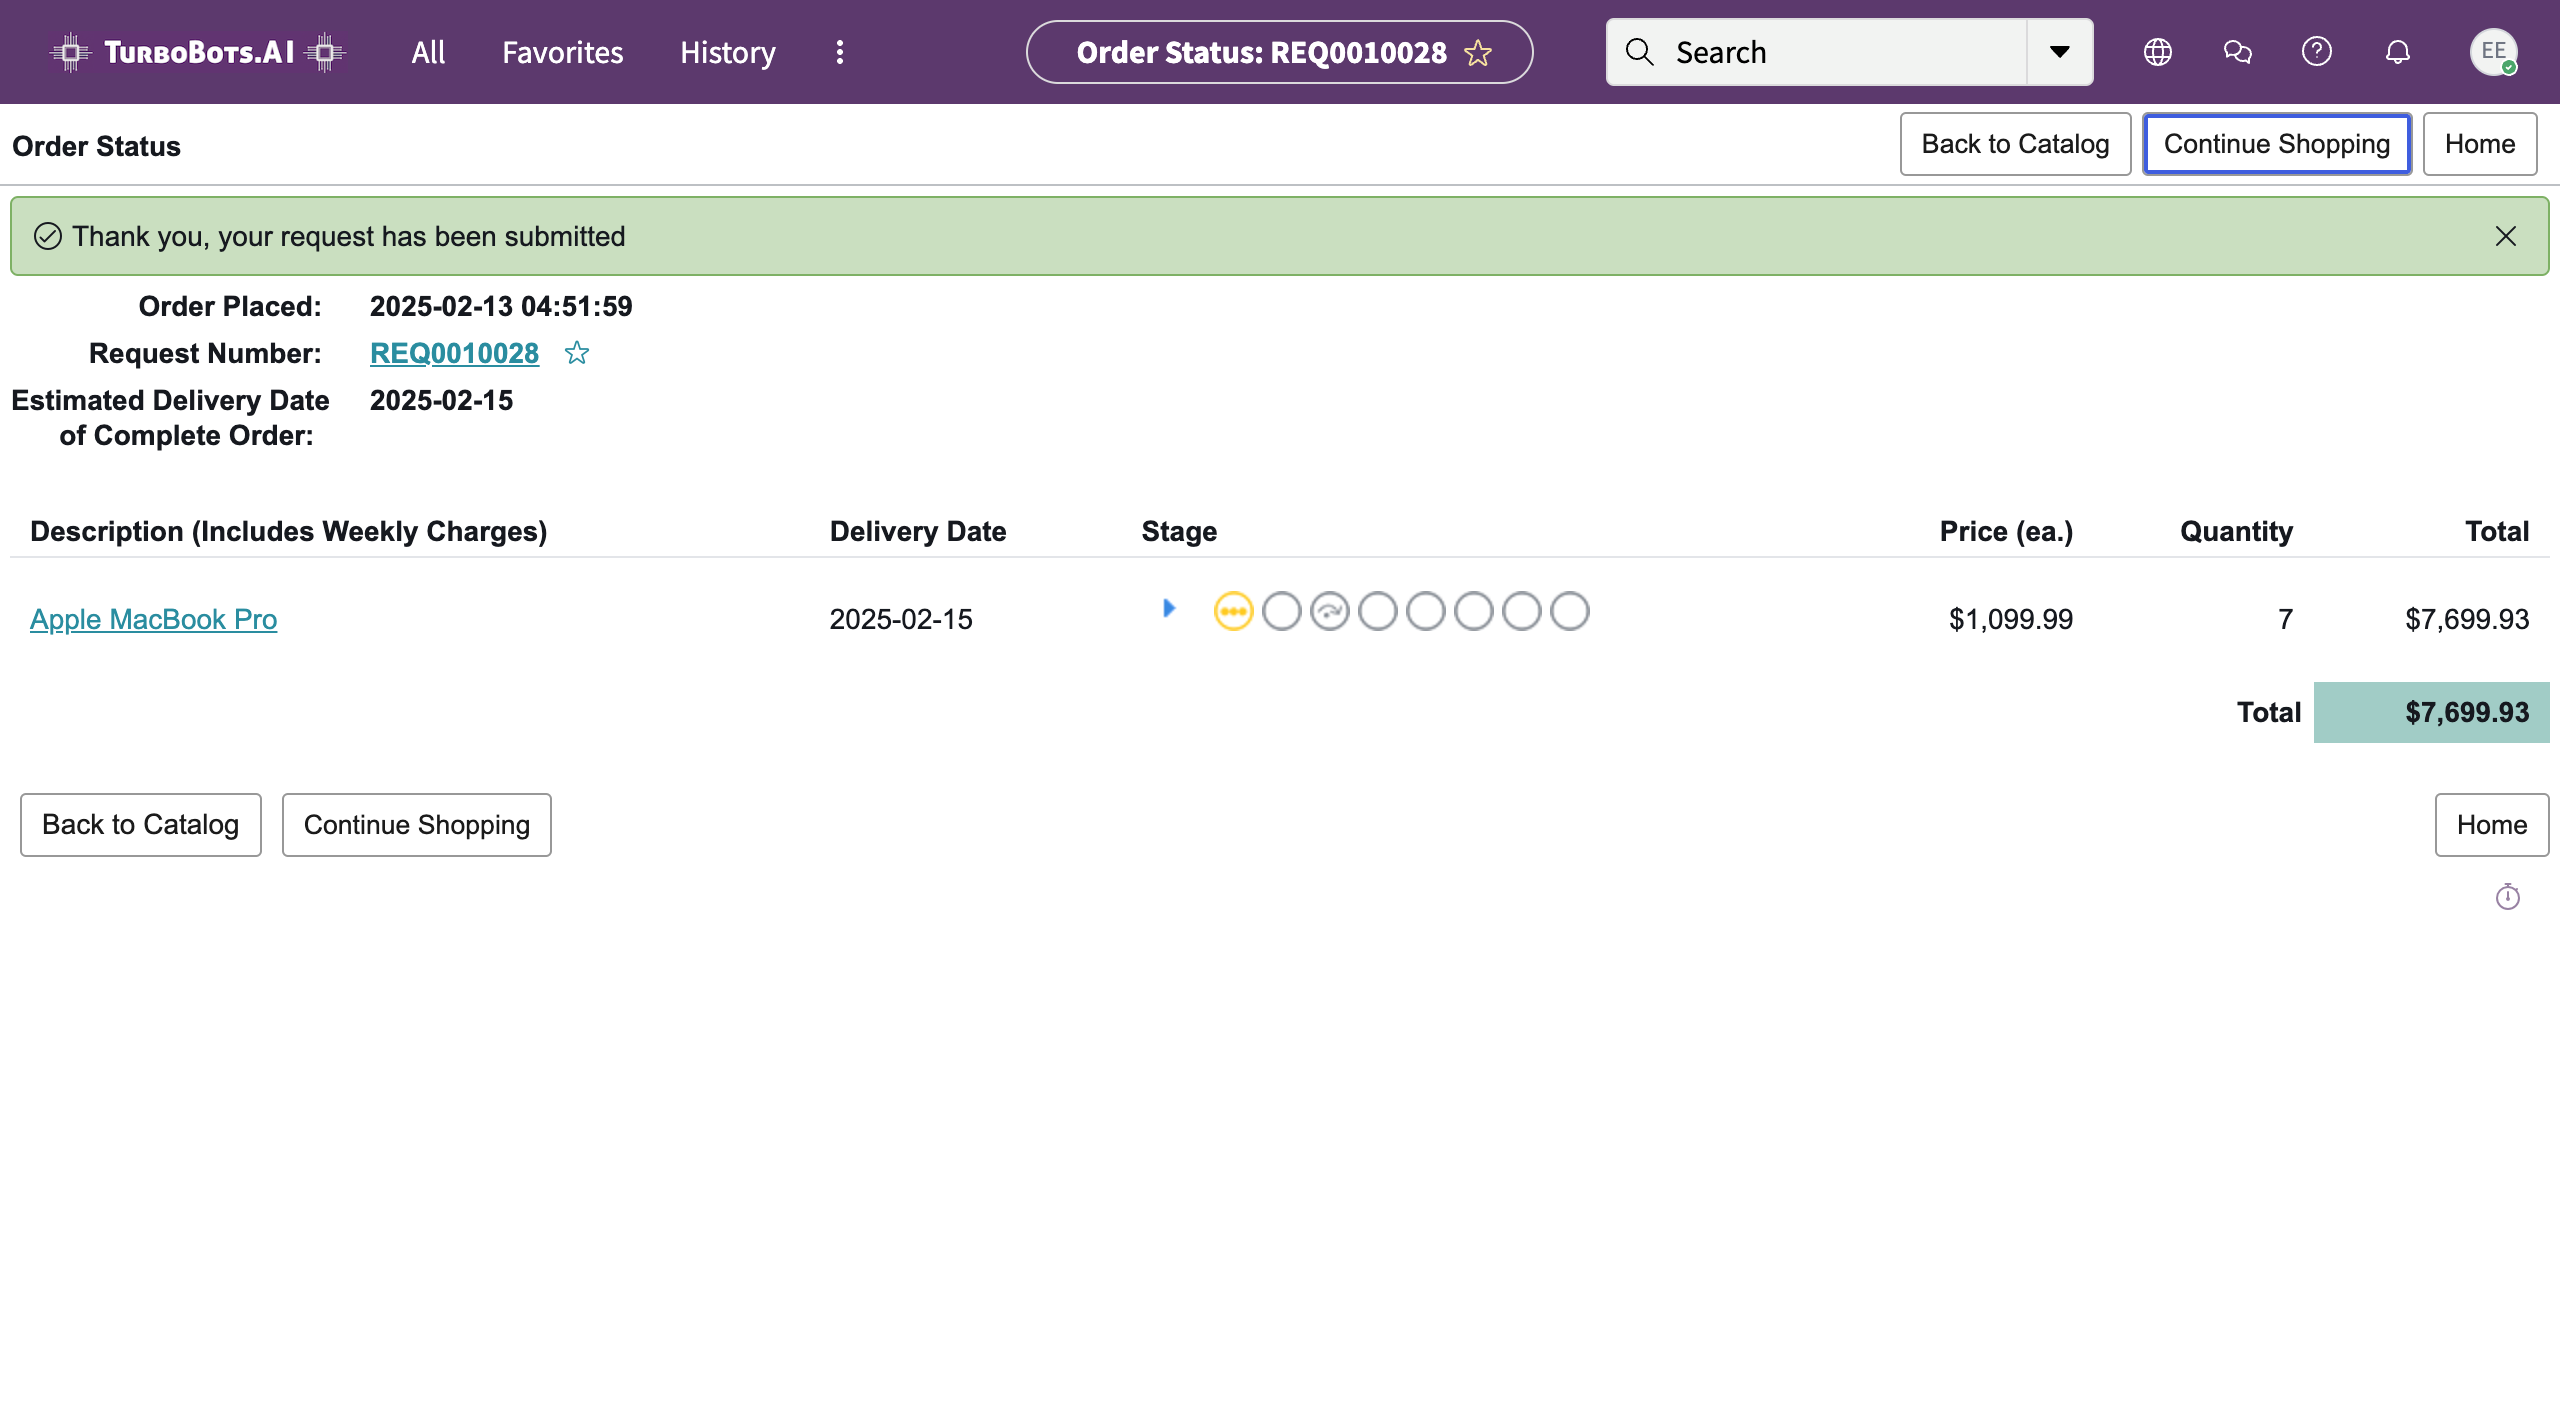 TurboBots.AI All Favorites History Order Status: REQ0010028 Search EE
Order Status Back to Catalog Continue Shopping Home
Thank you, your request has been submitted
Order Placed: 2025-02-13 04:51:59
Request Number: REQ0010028
Estimated Delivery Date 2025-02-15
of Complete Order:
Description (Includes Weekly Charges) Delivery Date Stage Price (ea.) Quantity Total
Apple MacBook Pro 2025-02-15 $1,099.99 7 $7,699.93
Total $7,699.93
Back to Catalog Continue Shopping Home